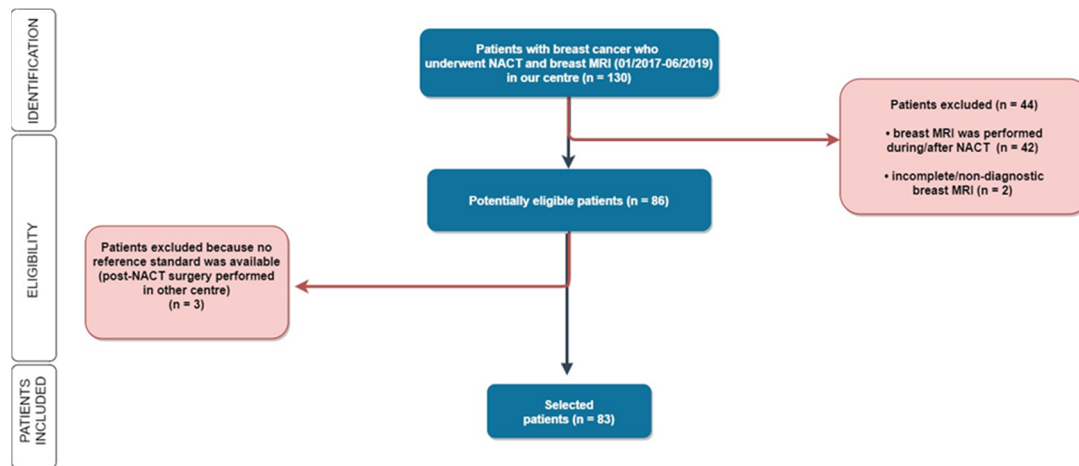 IDENTIFICATION
Patients with breast cancer who
underwent NACT and breast MRI (01/2017-06/2019)
in our centre (n = 130)
Patients excluded (n = 44)
• breast MRI was performed
during/after NACT (n = 42)
• incomplete/non-diagnostic
breast MRI (n = 2)
ELIGIBILITY
Potentially eligible patients (n = 86)
Patients excluded because no
reference standard was available
(post-NACT surgery performed
in other centre)
(n = 3)
PATIENTS
INCLUDED
Selected
patients (n = 83)